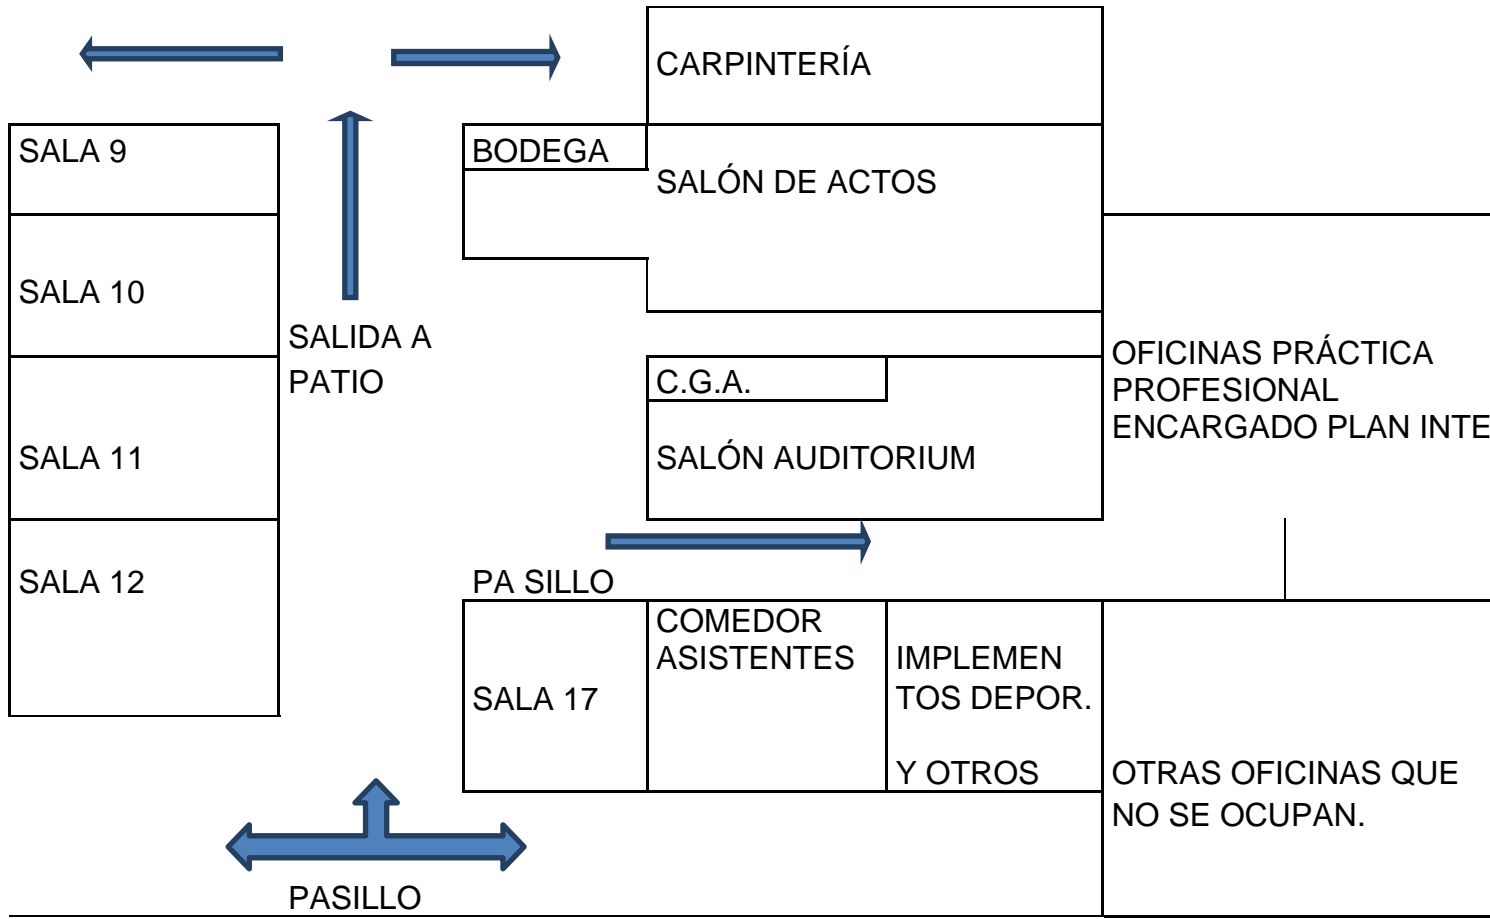 CARPINTERÍA
SALA 9
BODEGA
SALÓN DE ACTOS
SALA 10
SALIDA A
PATIO
C.G.A.
OFICINAS PRÁCTICA
PROFESIONAL
ENCARGADO PLAN INTE
SALA 11
SALÓN AUDITORIUM
SALA 12
PA SILLO
COMEDOR
ASISTENTES
IMPLEMEN
TOS DEPOR.
Y OTROS
SALA 17
OTRAS OFICINAS QUE
NO SE OCUPAN.
PASILLO